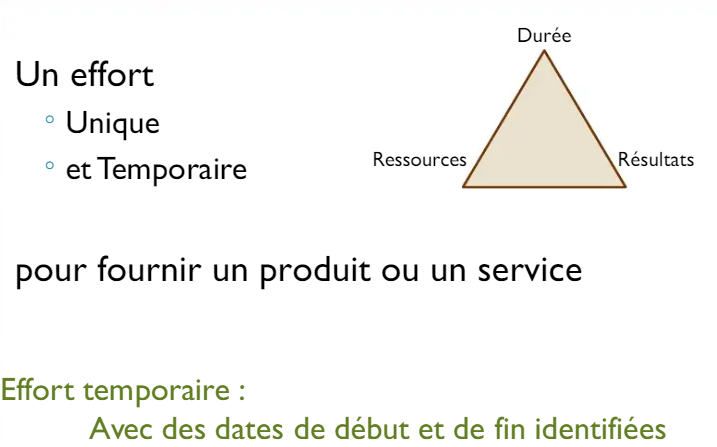 Durée
Un effort
° Unique
Ressources
Résultats
° et Temporaire
pour fournir un produit ou un service
Effort temporaire :
Avec des dates de début et de fin identifiées